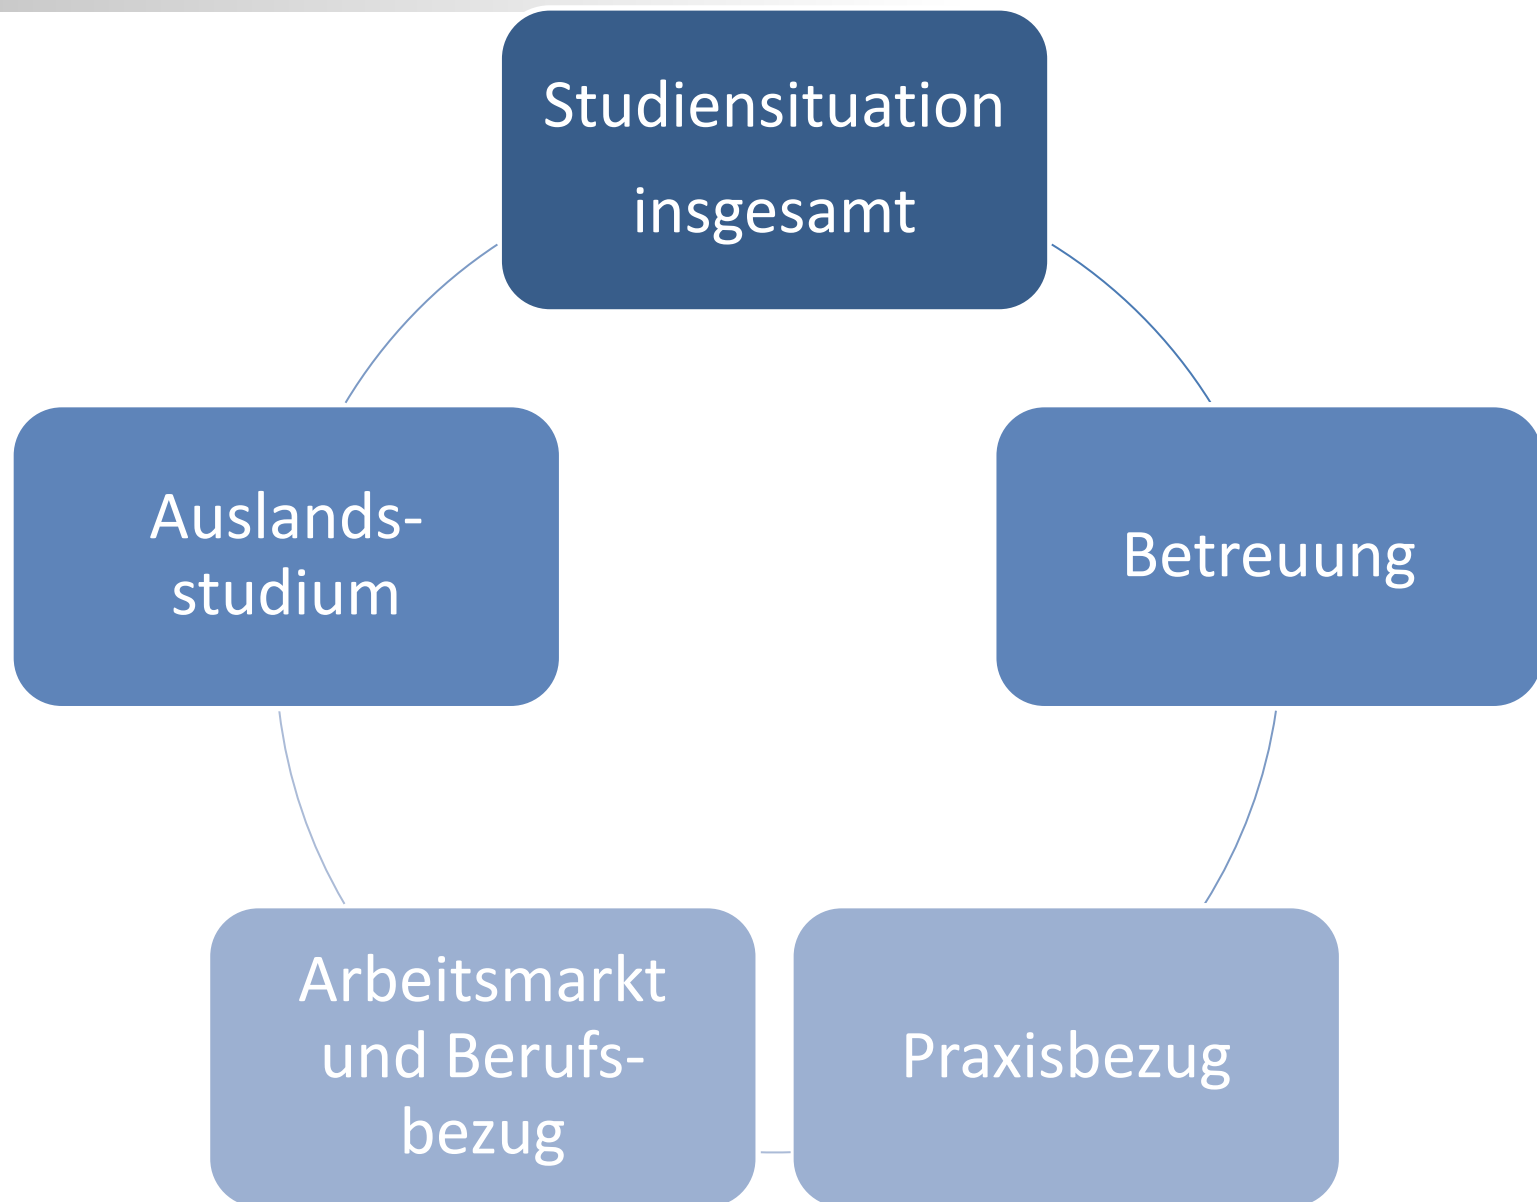 Studiensituation
insgesamt
Auslands-
studium
Betreuung
Arbeitsmarkt
und Berufs-
bezug
Praxisbezug